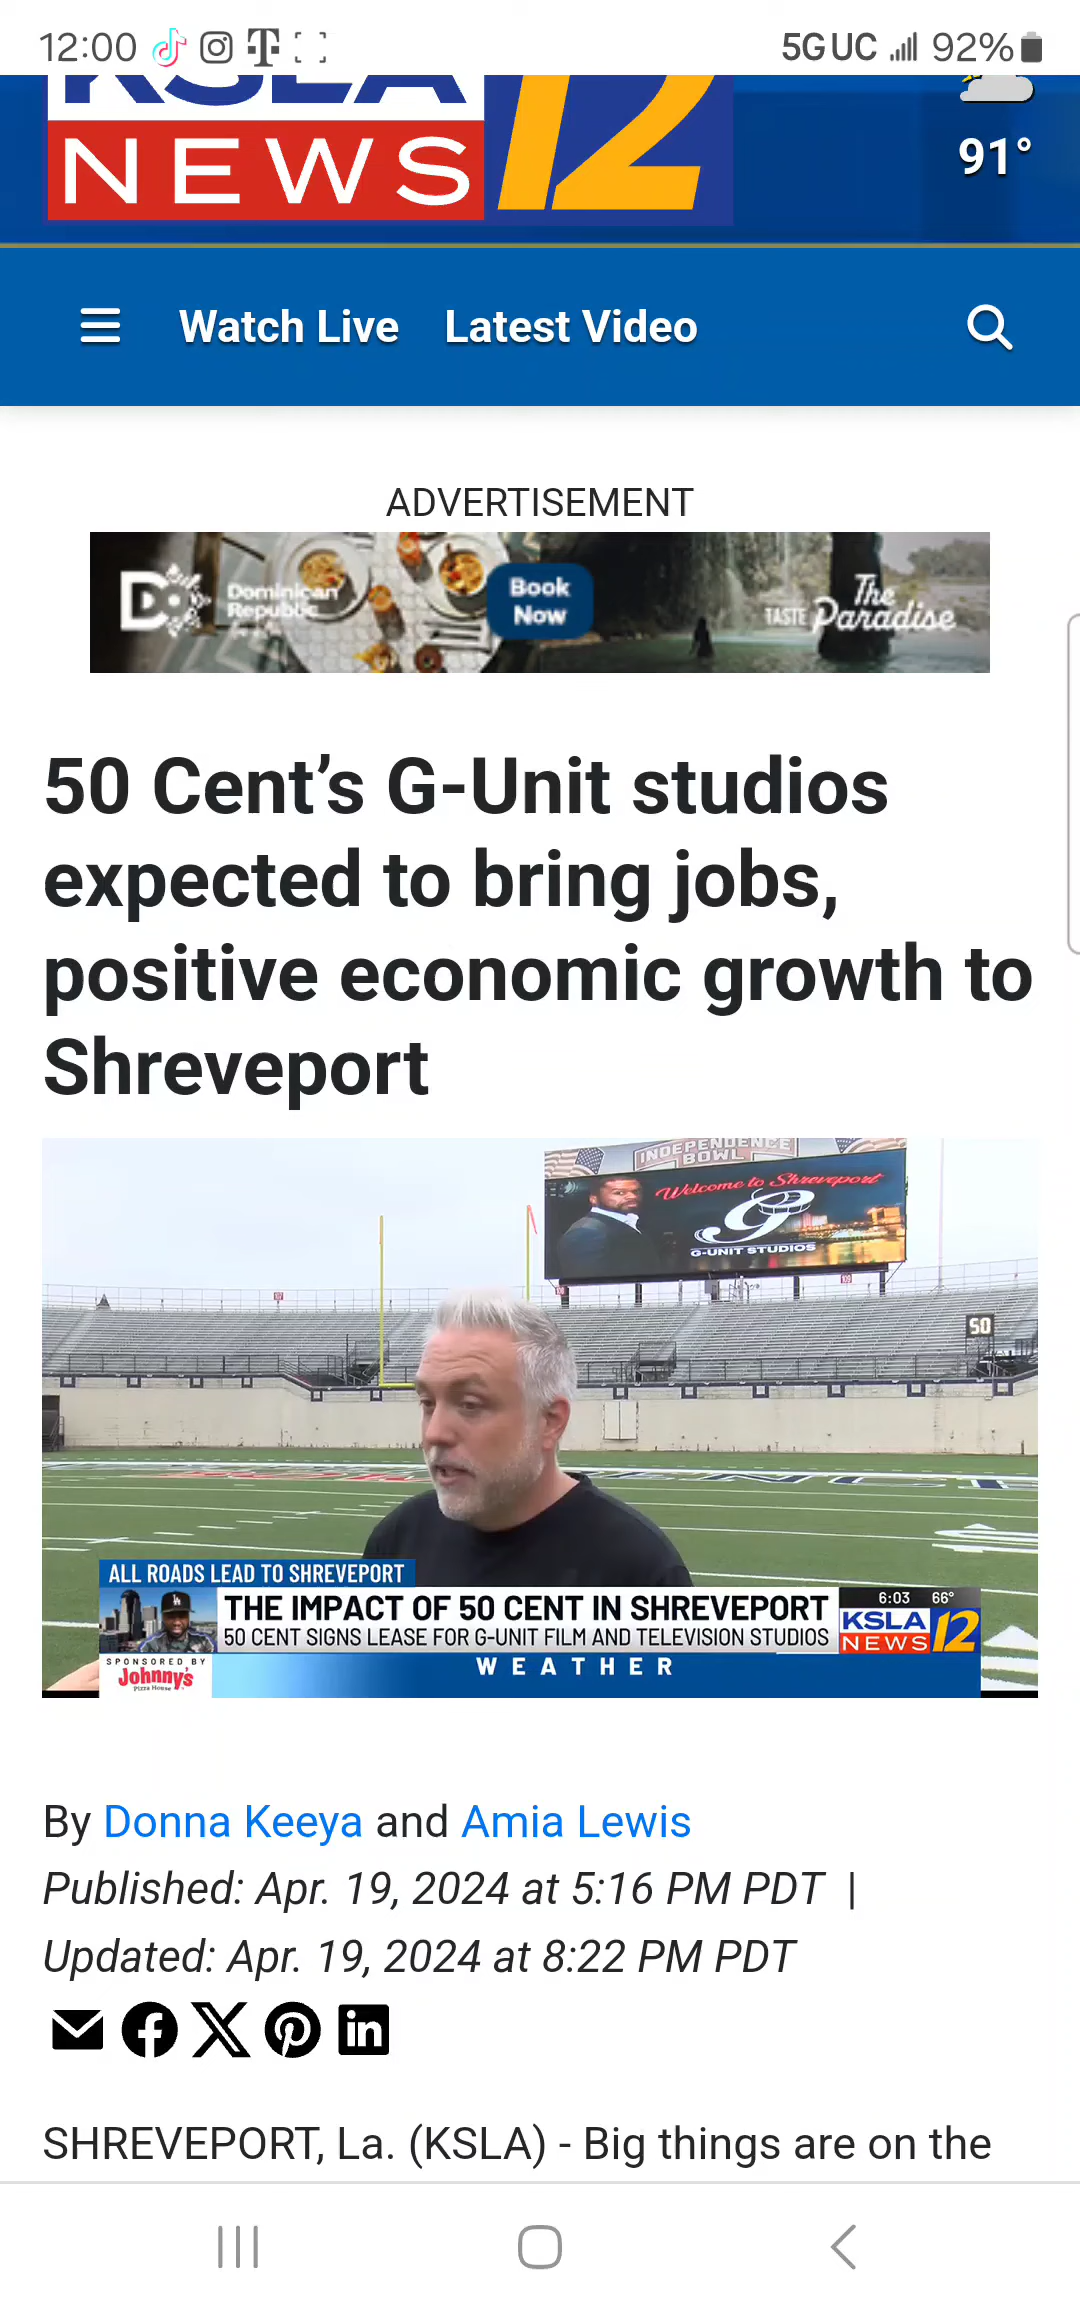 12:00
5G UC 92%
KSLA
NEWS 12
91°
Watch Live Latest Video
ADVERTISEMENT
Dominican
Republic
Book
Now
The
TASTE Paradise
50 Cent’s G-Unit studios
expected to bring jobs,
positive economic growth to
Shreveport
INDEPENDENCE
BOWL
Welcome to Shreveport
G
G-UNIT STUDIOS
50
ALL ROADS LEAD TO SHREVEPORT
THE IMPACT OF 50 CENT IN SHREVEPORT
50 CENT SIGNS LEASE FOR G-UNIT FILM AND TELEVISION STUDIOS
6:03 66°
KSLA
NEWS 12
SPONSORED BY
Johnny's
Pizza House
WEATHER
By Donna Keeya and Amia Lewis
Published: Apr. 19, 2024 at 5:16 PM PDT |
Updated: Apr. 19, 2024 at 8:22 PM PDT
SHREVEPORT, La. (KSLA) - Big things are on the